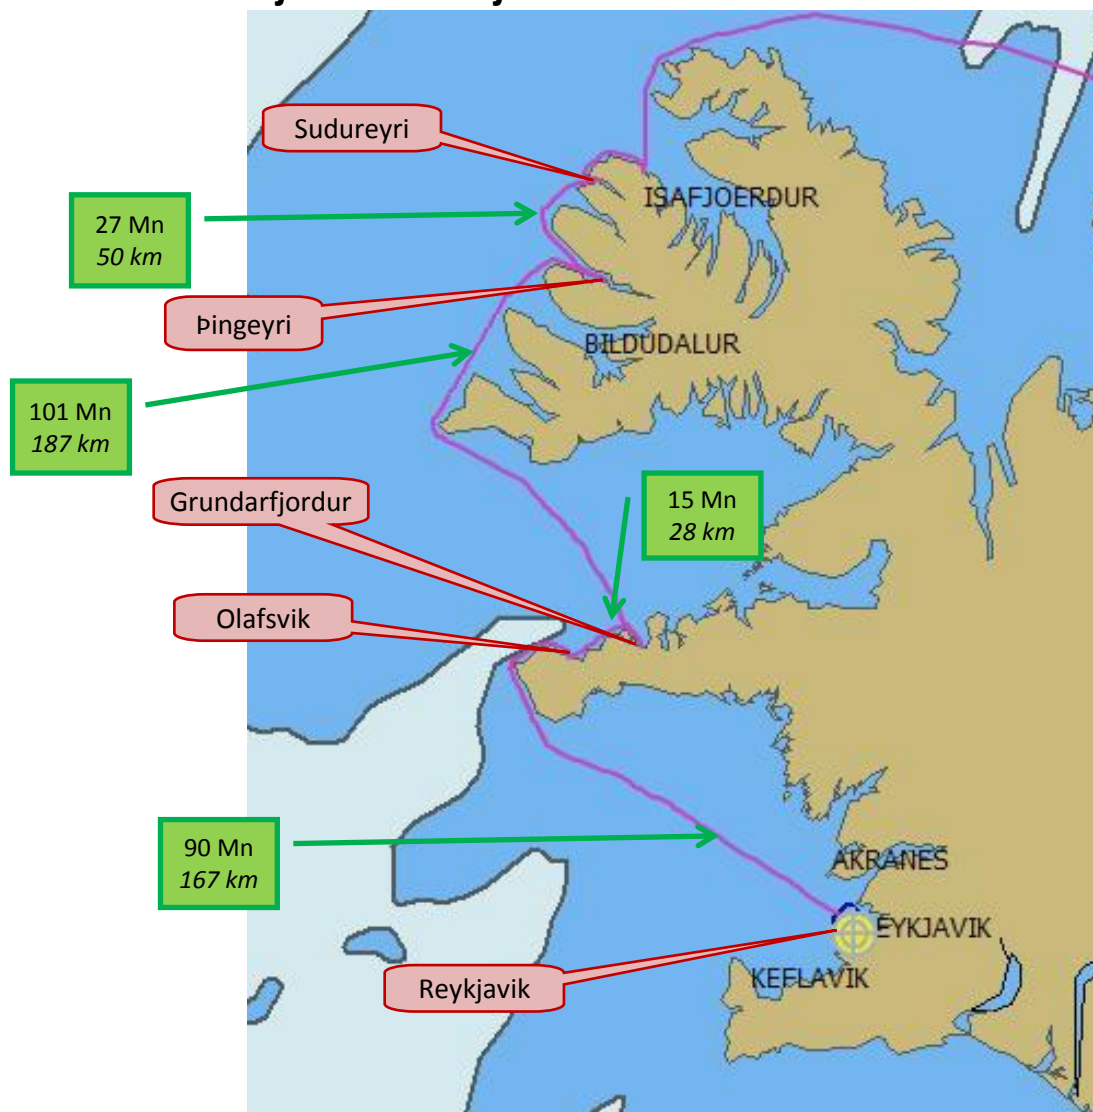 Sudureyri
ISAFJOERDUR
27 Mn
50 km
Þingeyri
BILDUDALUR
101 Mn
187 km
Grundarfjordur
15 Mn
28 km
Olafsvik
90 Mn
167 km
AKRANES
EYKJAVIK
KEFLAVIK
Reykjavik